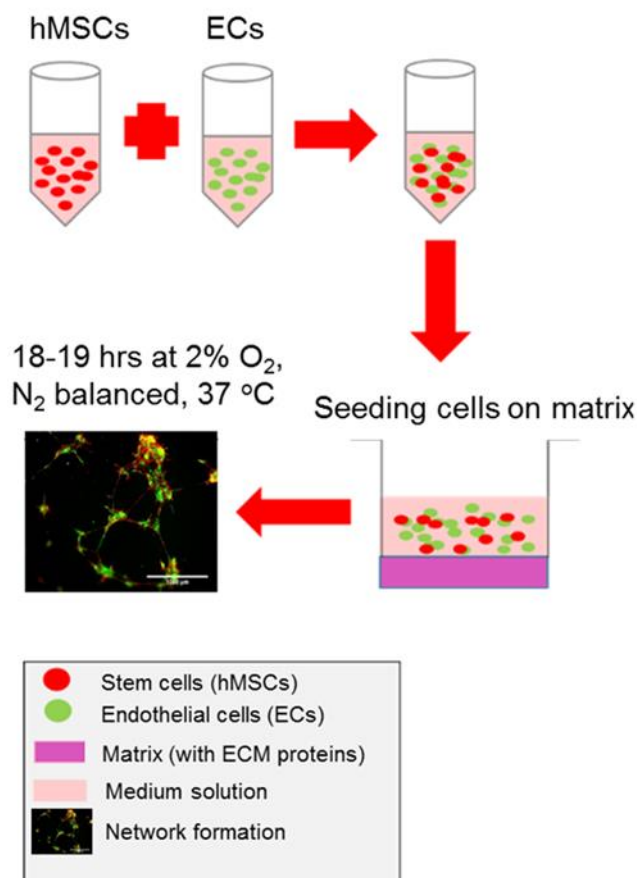 hMSCs
ECs
18-19 hrs at 2% O₂,
N₂ balanced, 37 ºC
Seeding cells on matrix
Stem cells (hMSCs)
Endothelial cells (ECs)
Matrix (with ECM proteins)
Medium solution
Network formation